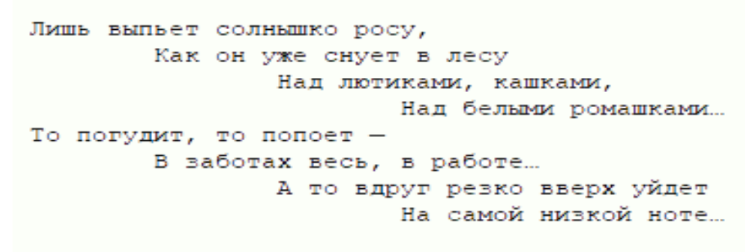 Лишь выпьет солнышко росу,
Как он уже снует в лесу
Над лютиками, кашками,
Над белыми ромашками…
То погудит, то попоет —
В заботах весь, в работе…
А то вдруг резко вверх уйдет
На самой низкой ноте…